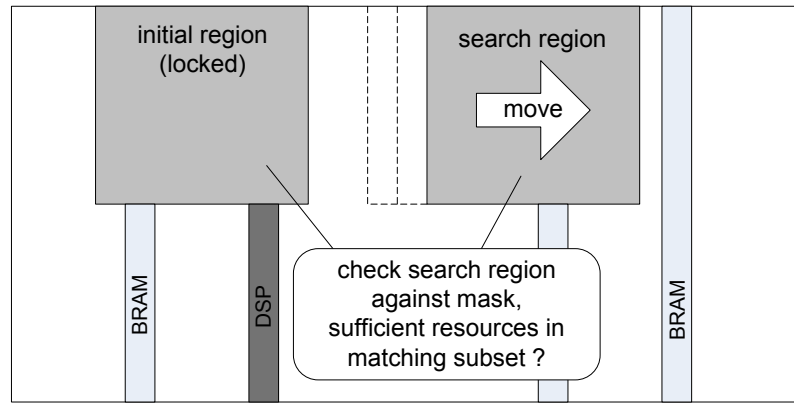 initial region
(locked)
search region
move
check search region
against mask,
sufficient resources in
matching subset ?
BRAM
DSP
BRAM